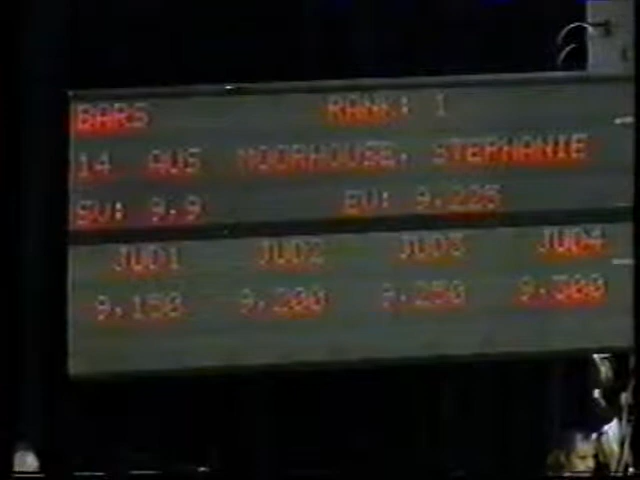 BARS RANK: 1
14 AUS MOORHOUSE, STEPHANIE
SV: 9.9 EV: 9.225
JUD1 JUD2 JUD3 JUD4
9.150 9.200 9.250 9.300